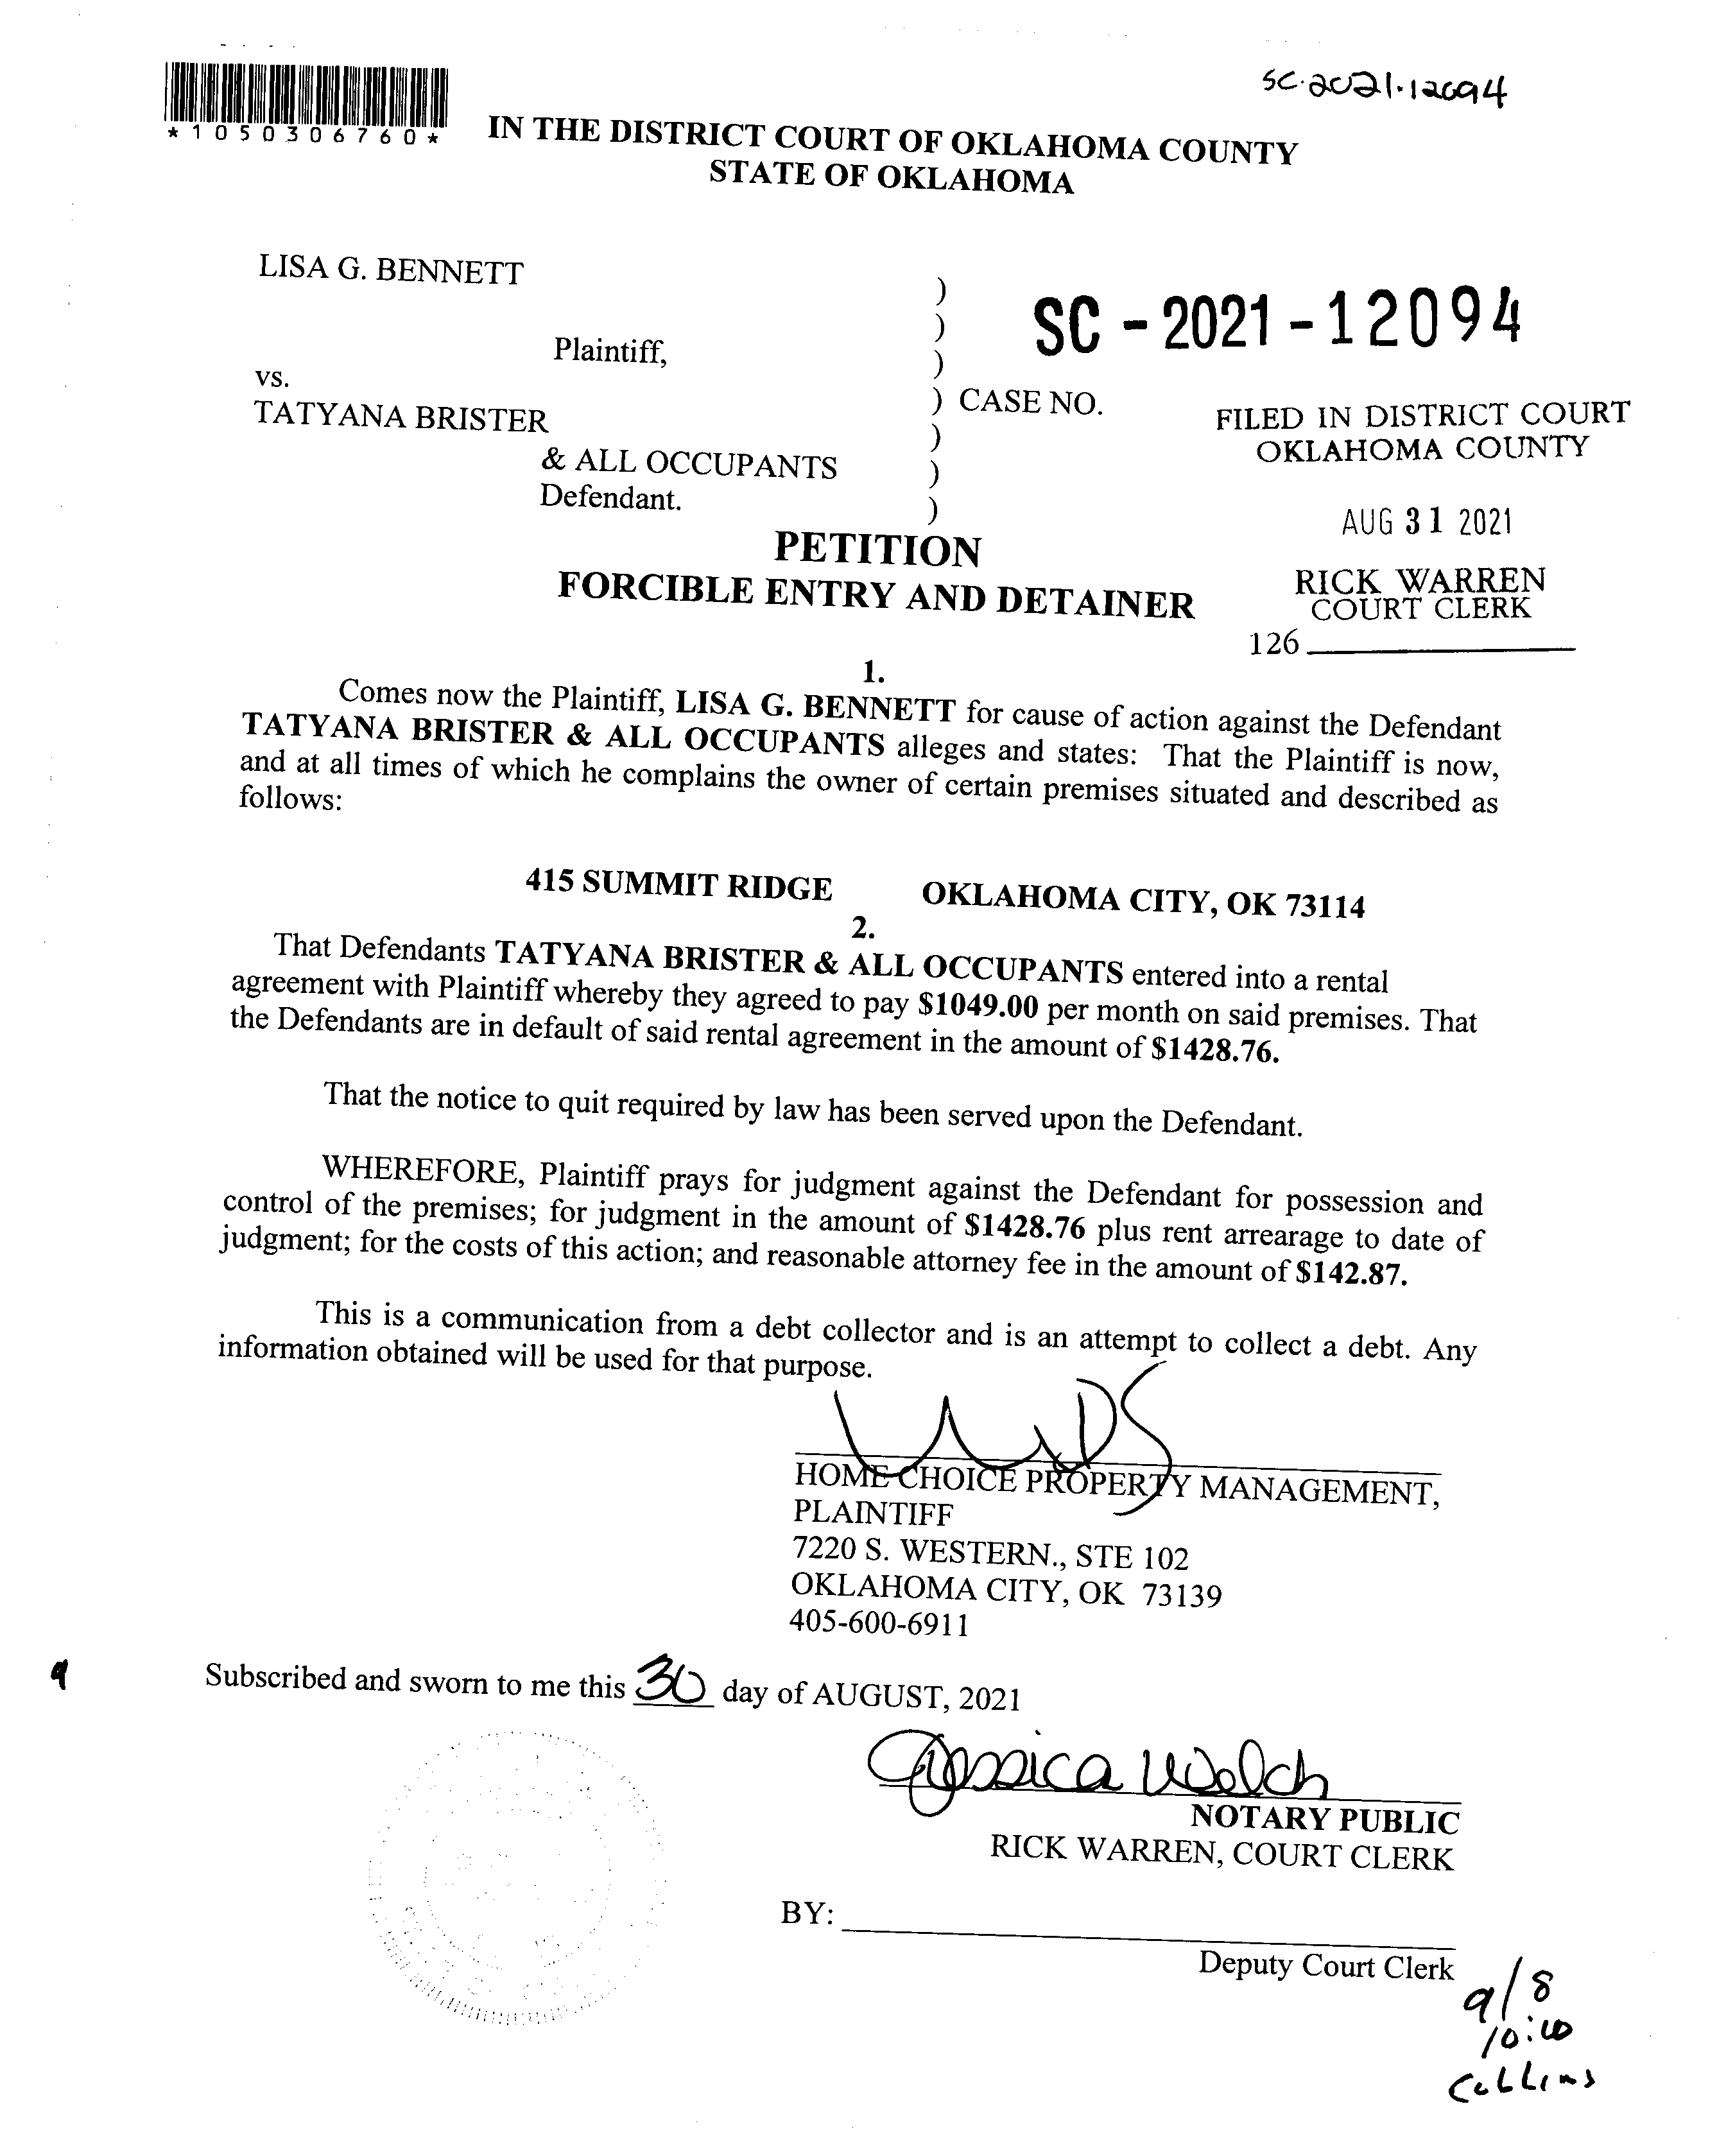 SC-2021-12094
*1050306760*
IN THE DISTRICT COURT OF OKLAHOMA COUNTY
STATE OF OKLAHOMA
LISA G. BENNETT
)
) SC - 2021 - 12094
Plaintiff, )
vs. ) CASE NO.
TATYANA BRISTER )
& ALL OCCUPANTS )
Defendant. )
FILED IN DISTRICT COURT
OKLAHOMA COUNTY
AUG 31 2021
RICK WARREN
COURT CLERK
126
PETITION
FORCIBLE ENTRY AND DETAINER
1.
Comes now the Plaintiff, LISA G. BENNETT for cause of action against the Defendant
TATYANA BRISTER & ALL OCCUPANTS alleges and states: That the Plaintiff is now,
and at all times of which he complains the owner of certain premises situated and described as
follows:
415 SUMMIT RIDGE OKLAHOMA CITY, OK 73114
2.
That Defendants TATYANA BRISTER & ALL OCCUPANTS entered into a rental
agreement with Plaintiff whereby they agreed to pay $1049.00 per month on said premises. That
the Defendants are in default of said rental agreement in the amount of $1428.76.
That the notice to quit required by law has been served upon the Defendant.
WHEREFORE, Plaintiff prays for judgment against the Defendant for possession and
control of the premises; for judgment in the amount of $1428.76 plus rent arrearage to date of
judgment; for the costs of this action; and reasonable attorney fee in the amount of $142.87.
This is a communication from a debt collector and is an attempt to collect a debt. Any
information obtained will be used for that purpose.
HOME CHOICE PROPERTY MANAGEMENT,
PLAINTIFF
7220 S. WESTERN., STE 102
OKLAHOMA CITY, OK 73139
405-600-6911
Subscribed and sworn to me this 30 day of AUGUST, 2021
Jessica Welch
NOTARY PUBLIC
RICK WARREN, COURT CLERK
BY:
Deputy Court Clerk
9/8
Collins